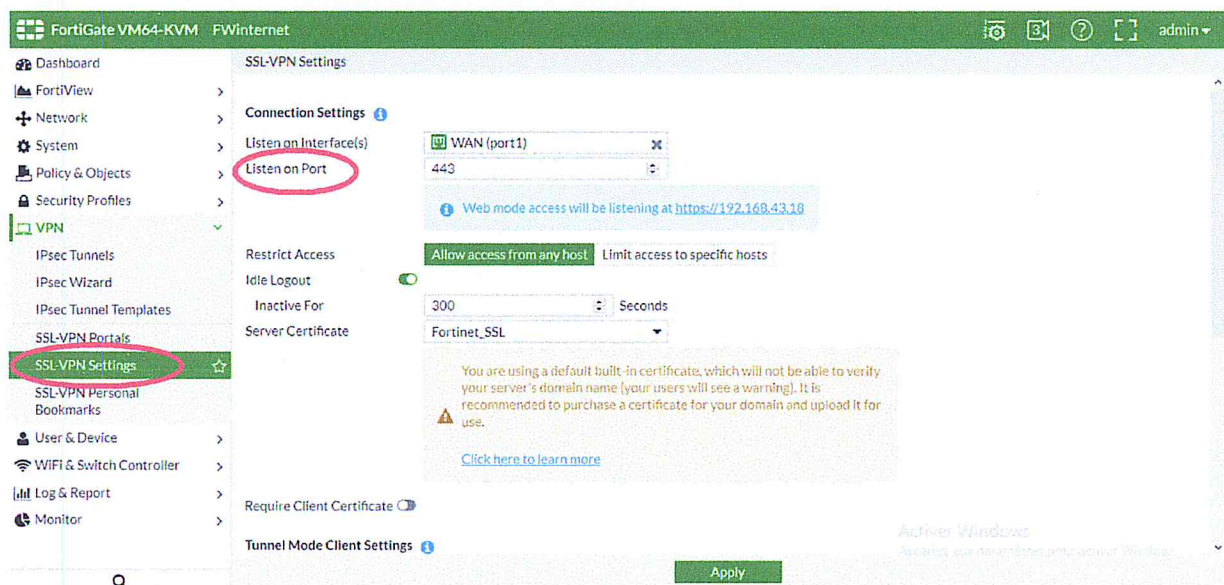 FortiGate VM64-KVM FWinternet
3
admin
Dashboard
FortiView
Network
System
Policy & Objects
Security Profiles
VPN
IPsec Tunnels
IPsec Wizard
IPsec Tunnel Templates
SSL-VPN Portals
SSL-VPN Settings
SSL-VPN Personal
Bookmarks
User & Device
WiFi & Switch Controller
Log & Report
Monitor
SSL-VPN Settings
Connection Settings
Listen on Interface(s) WAN (port1)
Listen on Port 443
Web mode access will be listening at https://192.168.43.18
Restrict Access Allow access from any host Limit access to specific hosts
Idle Logout
Inactive For 300 Seconds
Server Certificate Fortinet_SSL
You are using a default built-in certificate, which will not be able to verify
your server's domain name (your users will see a warning). It is
recommended to purchase a certificate for your domain and upload it for
use.
Click here to learn more
Require Client Certificate
Tunnel Mode Client Settings
Activer Windows
Apply